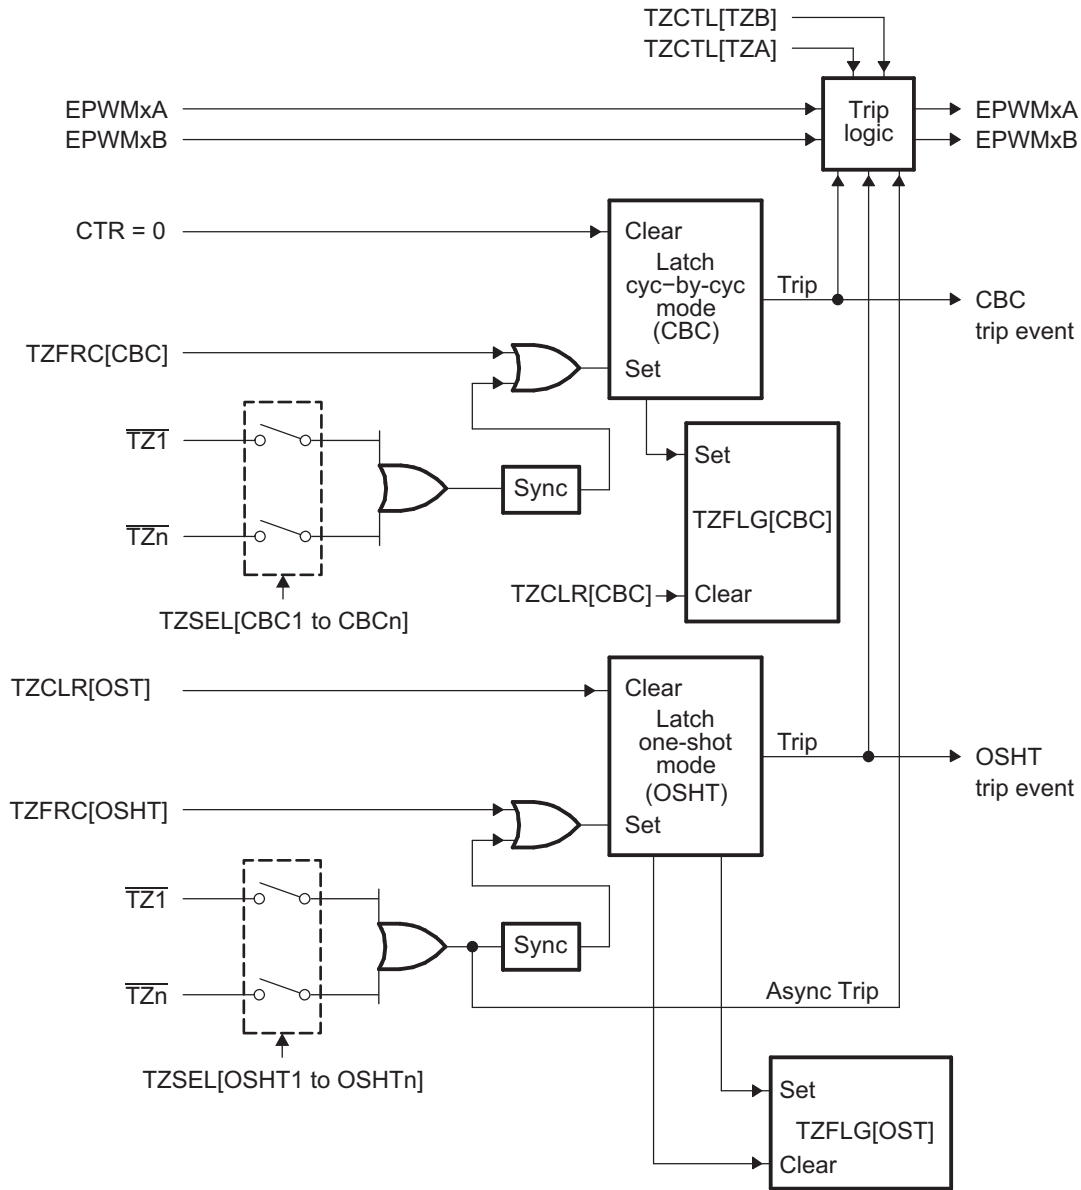 TZCTL[TZB]
TZCTL[TZA]
EPWMxA
EPWMxB
Trip
logic
EPWMxA
EPWMxB
CTR = 0
Clear
Latch
cyc−by-cyc
mode
(CBC)
Set
Trip
CBC
trip event
TZFRC[CBC]
TZ1
TZn
Sync
Set
TZFLG[CBC]
TZCLR[CBC]
Clear
TZSEL[CBC1 to CBCn]
TZCLR[OST]
Clear
Latch
one-shot
mode
(OSHT)
Set
Trip
OSHT
trip event
TZFRC[OSHT]
TZ1
TZn
Sync
Async Trip
TZSEL[OSHT1 to OSHTn]
Set
TZFLG[OST]
Clear